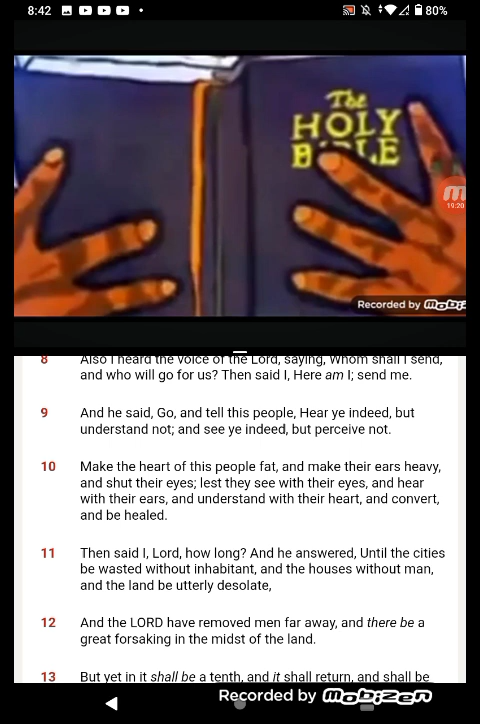 8:42
80%
The
HOLY
BIBLE
19:20
Recorded by
8 Also I heard the voice of the Lord, saying, Whom shall I send,
and who will go for us? Then said I, Here am I; send me.
9 And he said, Go, and tell this people, Hear ye indeed, but
understand not; and see ye indeed, but perceive not.
10 Make the heart of this people fat, and make their ears heavy,
and shut their eyes; lest they see with their eyes, and hear
with their ears, and understand with their heart, and convert,
and be healed.
11 Then said I, Lord, how long? And he answered, Until the cities
be wasted without inhabitant, and the houses without man,
and the land be utterly desolate,
12 And the LORD have removed men far away, and there be a
great forsaking in the midst of the land.
13 But yet in it shall be a tenth, and it shall return, and shall be
Recorded by Mobizen